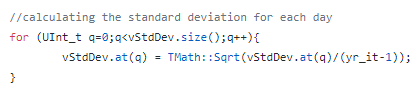 //calculating the standard deviation for each day
for (UInt_t q=0;q<vStdDev.size();q++){
vStdDev.at(q) = TMath::Sqrt(vStdDev.at(q)/(yr_it-1));
}